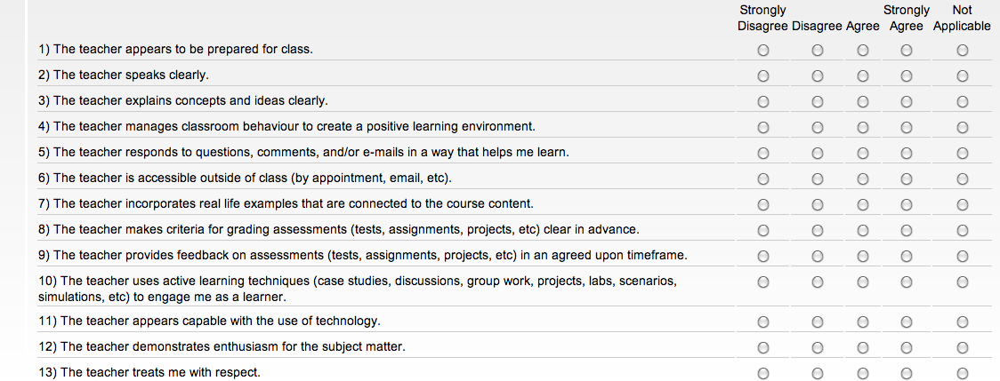 Strongly Strongly Not
Disagree Disagree Agree Agree Applicable
1) The teacher appears to be prepared for class.
2) The teacher speaks clearly.
3) The teacher explains concepts and ideas clearly.
4) The teacher manages classroom behaviour to create a positive learning environment.
5) The teacher responds to questions, comments, and/or e-mails in a way that helps me learn.
6) The teacher is accessible outside of class (by appointment, email, etc).
7) The teacher incorporates real life examples that are connected to the course content.
8) The teacher makes criteria for grading assessments (tests, assignments, projects, etc) clear in advance.
9) The teacher provides feedback on assessments (tests, assignments, projects, etc) in an agreed upon timeframe.
10) The teacher uses active learning techniques (case studies, discussions, group work, projects, labs, scenarios,
simulations, etc) to engage me as a learner.
11) The teacher appears capable with the use of technology.
12) The teacher demonstrates enthusiasm for the subject matter.
13) The teacher treats me with respect.